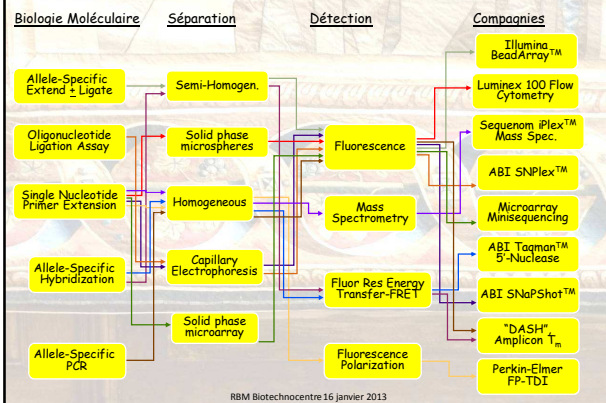 Biologie Moléculaire
Séparation
Détection
Compagnies
Allele-Specific
Extend + Ligate
Oligonucleotide
Ligation Assay
Single Nucleotide
Primer Extension
Allele-Specific
Hybridization
Allele-Specific
PCR
Semi-Homogen.
Solid phase
microspheres
Homogeneous
Capillary
Electrophoresis
Solid phase
microarray
Fluorescence
Mass
Spectrometry
Fluor Res Energy
Transfer-FRET
Fluorescence
Polarization
Illumina
BeadArray™
Luminex 100 Flow
Cytometry
Sequenom iPlex™
Mass Spec.
ABI SNPlex™
Microarray
Minisequencing
ABI Taqman™
5'-Nuclease
ABI SNaPShot™
"DASH",
Amplicon Tm
Perkin-Elmer
FP-TDI
RBM Biotechnocentre 16 janvier 2013